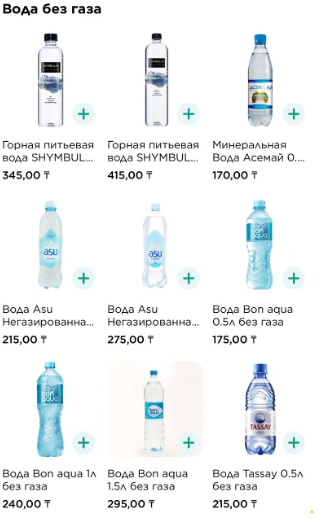 Вода без газа
Горная питьевая
вода SHYMBUL...
345,00 ₸
Горная питьевая
вода SHYMBUL...
415,00 ₸
Минеральная
Вода Асемай 0....
170,00 ₸
asu
asu
BON
AQUA
Вода Asu
Негазированна...
215,00 ₸
Вода Asu
Негазированна...
275,00 ₸
Вода Bon aqua
0.5л без газа
175,00 ₸
BON
AQUA
TASSAY
Вода Bon aqua 1л
без газа
240,00 ₸
Вода Bon aqua
1.5л без газа
295,00 ₸
Вода Tassay 0.5л
без газа
215,00 ₸